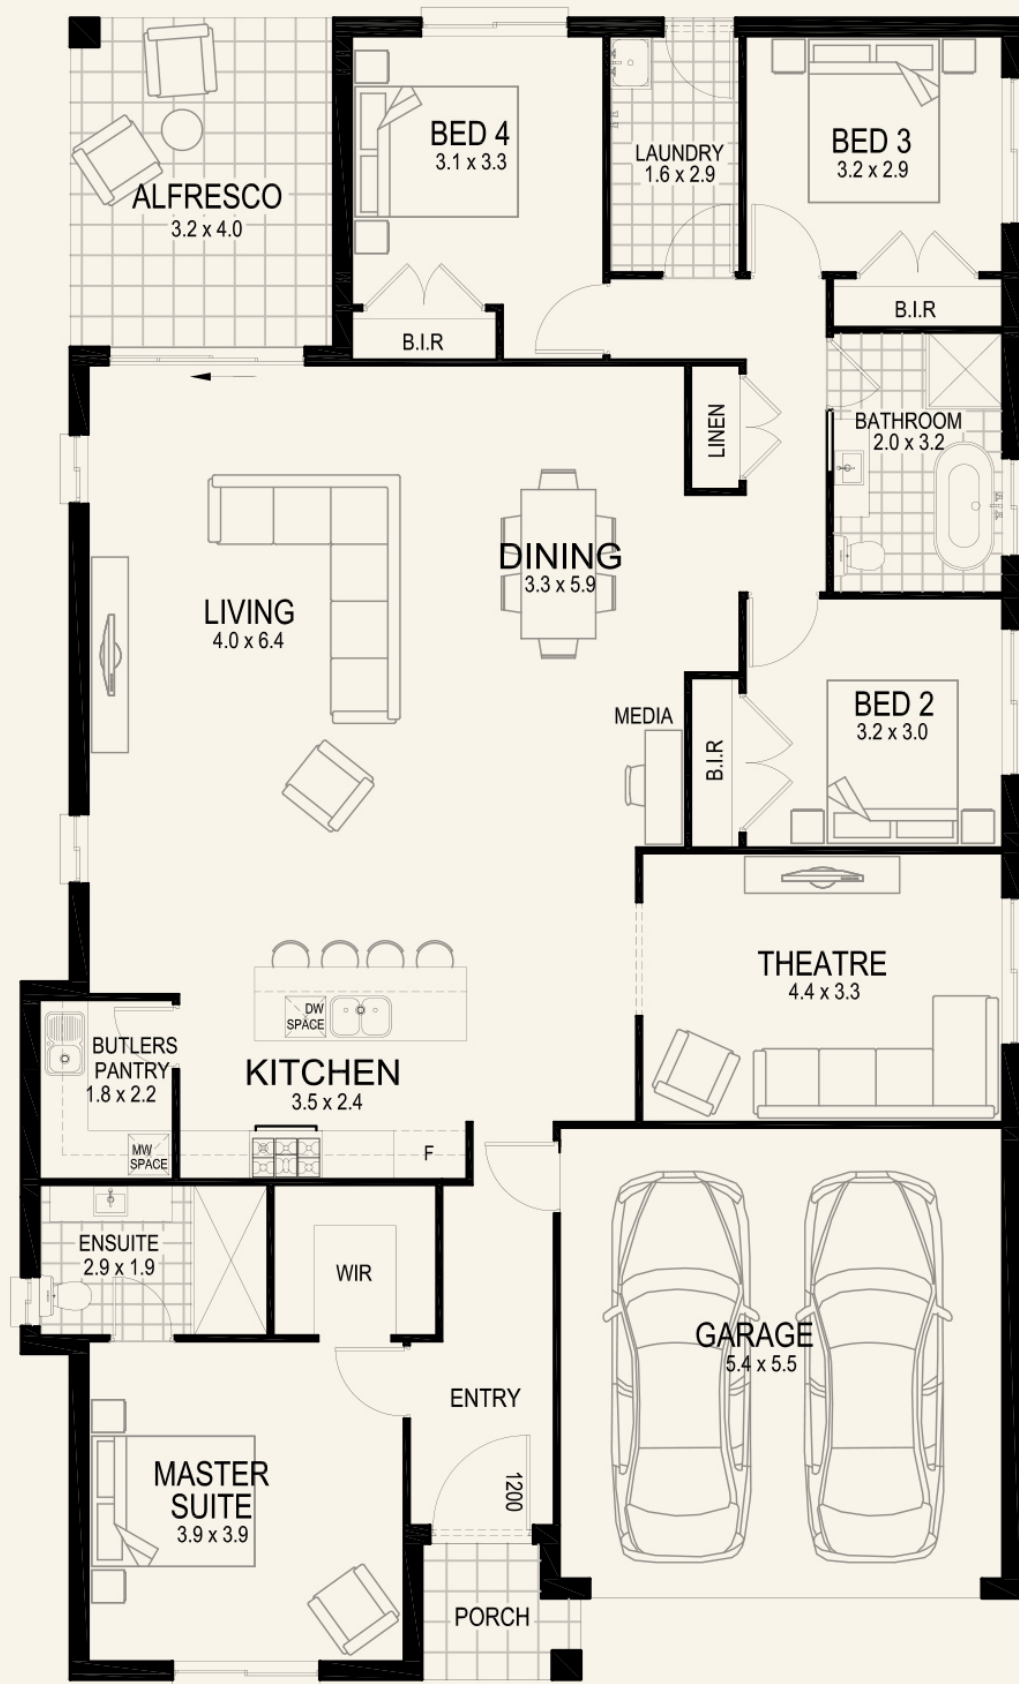 BED 4
3.1 x 3.3
LAUNDRY
1.6 x 2.9
BED 3
3.2 x 2.9
ALFRESCO
3.2 x 4.0
B.I.R
B.I.R
LINEN
BATHROOM
2.0 x 3.2
DINING
3.3 x 5.9
LIVING
4.0 x 6.4
MEDIA
B.I.R
BED 2
3.2 x 3.0
THEATRE
4.4 x 3.3
DW
SPACE
BUTLERS
PANTRY
1.8 x 2.2
KITCHEN
3.5 x 2.4
MW
SPACE
F
ENSUITE
2.9 x 1.9
WIR
GARAGE
5.4 x 5.5
ENTRY
MASTER
SUITE
3.9 x 3.9
1200
PORCH